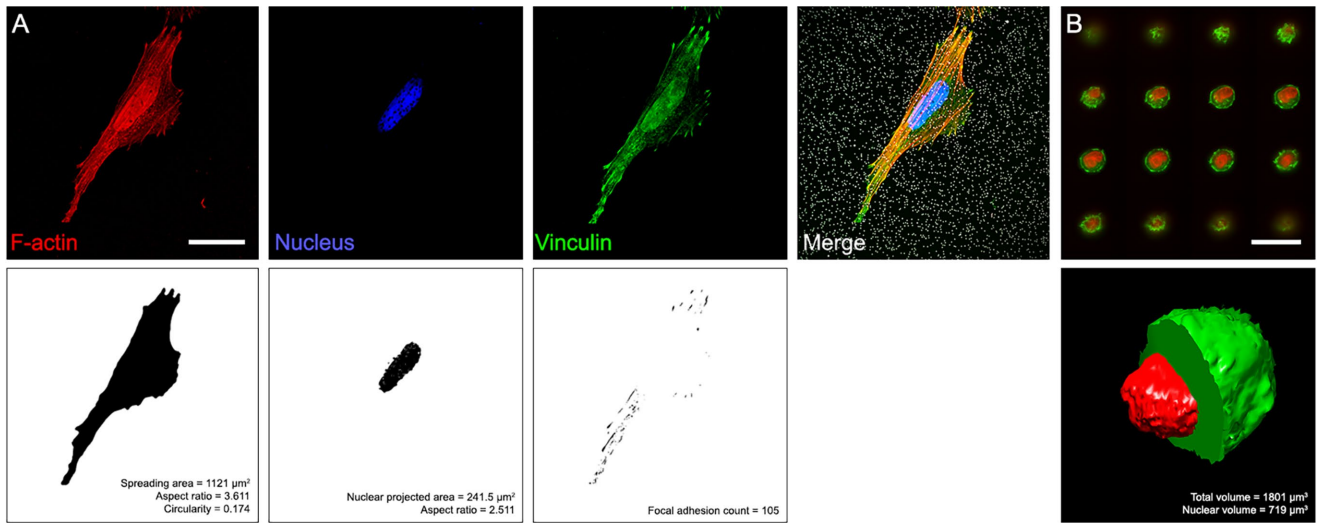 A
B
F-actin
Nucleus
Vinculin
Merge
Spreading area = 1121 µm²
Aspect ratio = 3.611
Circularity = 0.174
Nuclear projected area = 241.5 µm²
Aspect ratio = 2.511
Focal adhesion count = 105
Total volume = 1801 µm³
Nuclear volume = 719 µm³